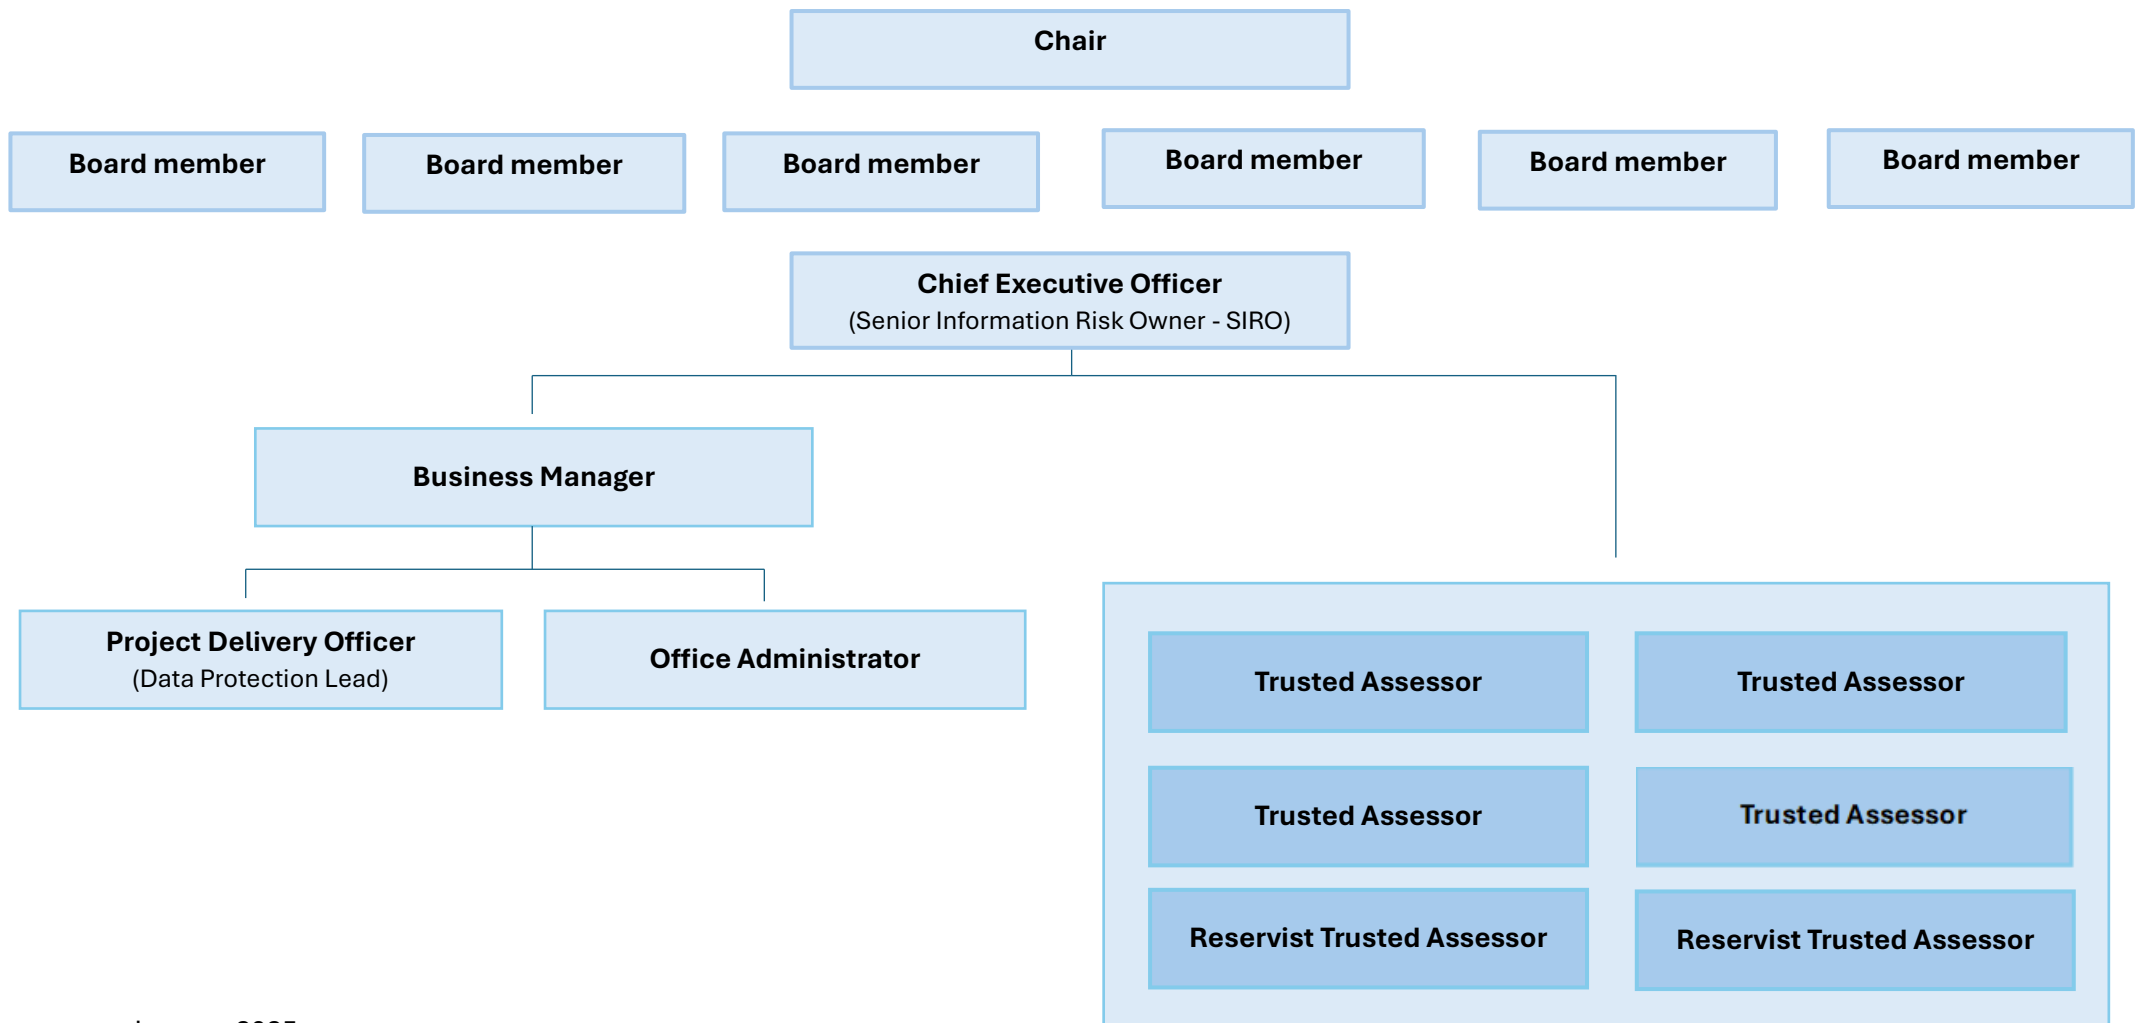 Chair
Board member
Board member
Board member
Board member
Board member
Board member
Chief Executive Officer
(Senior Information Risk Owner - SIRO)
Business Manager
Project Delivery Officer
(Data Protection Lead)
Office Administrator
Trusted Assessor
Trusted Assessor
Trusted Assessor
Trusted Assessor
Reservist Trusted Assessor
Reservist Trusted Assessor